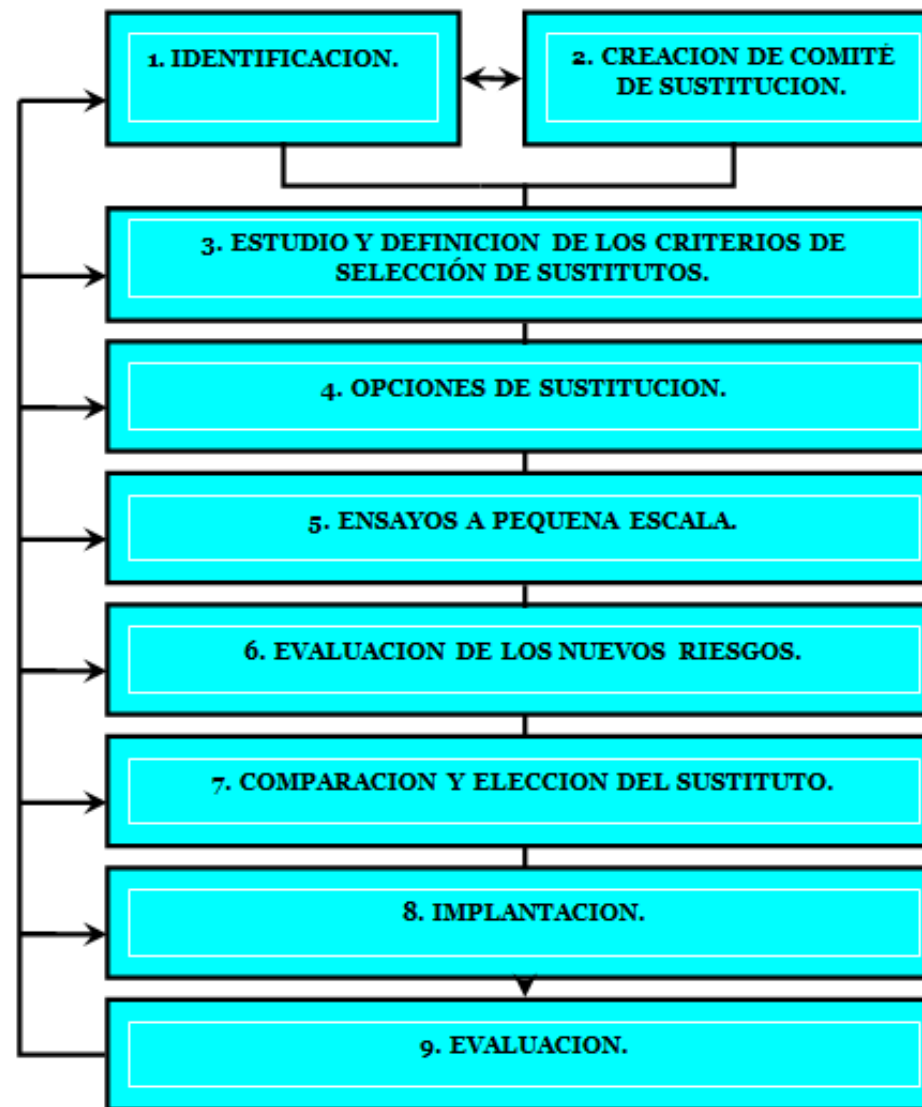 1. IDENTIFICACION.
2. CREACION DE COMITÉ
DE SUSTITUCION.
3. ESTUDIO Y DEFINICION DE LOS CRITERIOS DE
SELECCIÓN DE SUSTITUTOS.
4. OPCIONES DE SUSTITUCION.
5. ENSAYOS A PEQUENA ESCALA.
6. EVALUACION DE LOS NUEVOS RIESGOS.
7. COMPARACION Y ELECCION DEL SUSTITUTO.
8. IMPLANTACION.
9. EVALUACION.